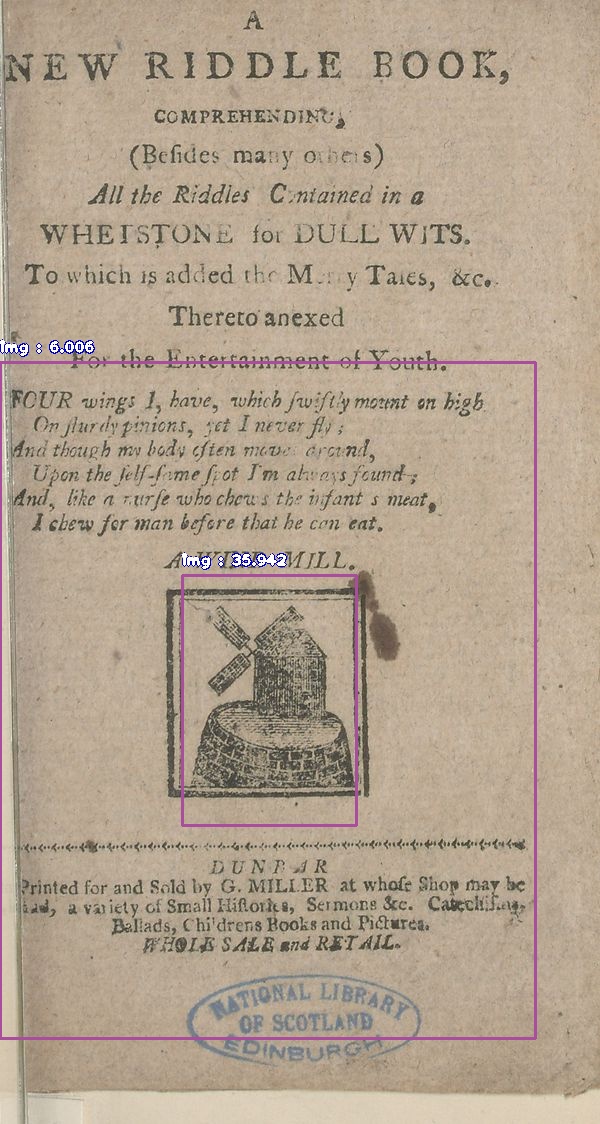 A
NEW RIDDLE BOOK,
COMPREHENDING,
(Beſides many others)
All the Riddles Contained in a
WHETSTONE for DULL WITS.
To which is added the Merry Tales, &c.
Thereto anexed
For the Entertainment of Youth.
Img : 6.006
FOUR wings I, have, which ſwiftly mount on high
On ſturdy pinions, yet I never fly;
And though my body often moves around,
Upon the ſelf-ſame ſpot I'm always found;
And, like a nurſe who chews the infant s meat,
I chew for man before that he can eat.
A WIND MILL.
Img : 35.942
DUNBAR
Printed for and Sold by G. MILLER at whoſe Shop may be
had, a variety of Small Hiſtories, Sermons &c.
Ballads, Childrens Books and Pictures.
WHOLE SALE and RETAIL.
NATIONAL LIBRARY
OF SCOTLAND
EDINBURGH